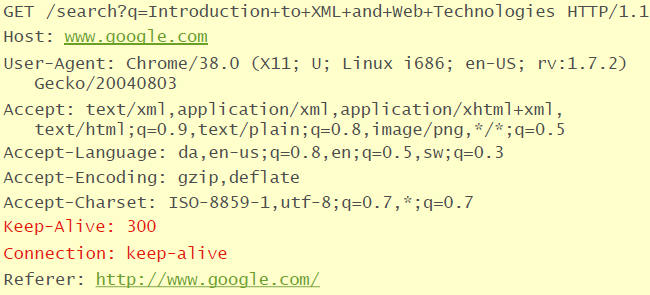 GET /search?q=Introduction+to+XML+and+Web+Technologies HTTP/1.1
Host: www.google.com
User-Agent: Chrome/38.0 (X11; U; Linux i686; en-US; rv:1.7.2)
Gecko/20040803
Accept: text/xml,application/xml,application/xhtml+xml,
text/html;q=0.9,text/plain;q=0.8,image/png,*/*;q=0.5
Accept-Language: da,en-us;q=0.8,en;q=0.5,sw;q=0.3
Accept-Encoding: gzip,deflate
Accept-Charset: ISO-8859-1,utf-8;q=0.7,*;q=0.7
Keep-Alive: 300
Connection: keep-alive
Referer: http://www.google.com/